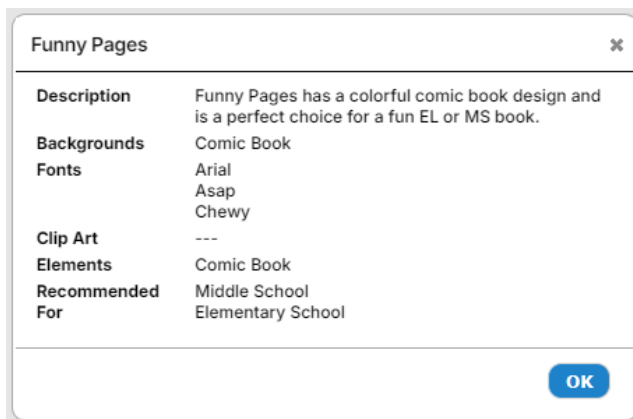 Funny Pages ✖
Description Funny Pages has a colorful comic book design and
is a perfect choice for a fun EL or MS book.
Backgrounds Comic Book
Fonts Arial
Asap
Chewy
Clip Art ---
Elements Comic Book
Recommended Middle School
For Elementary School
OK